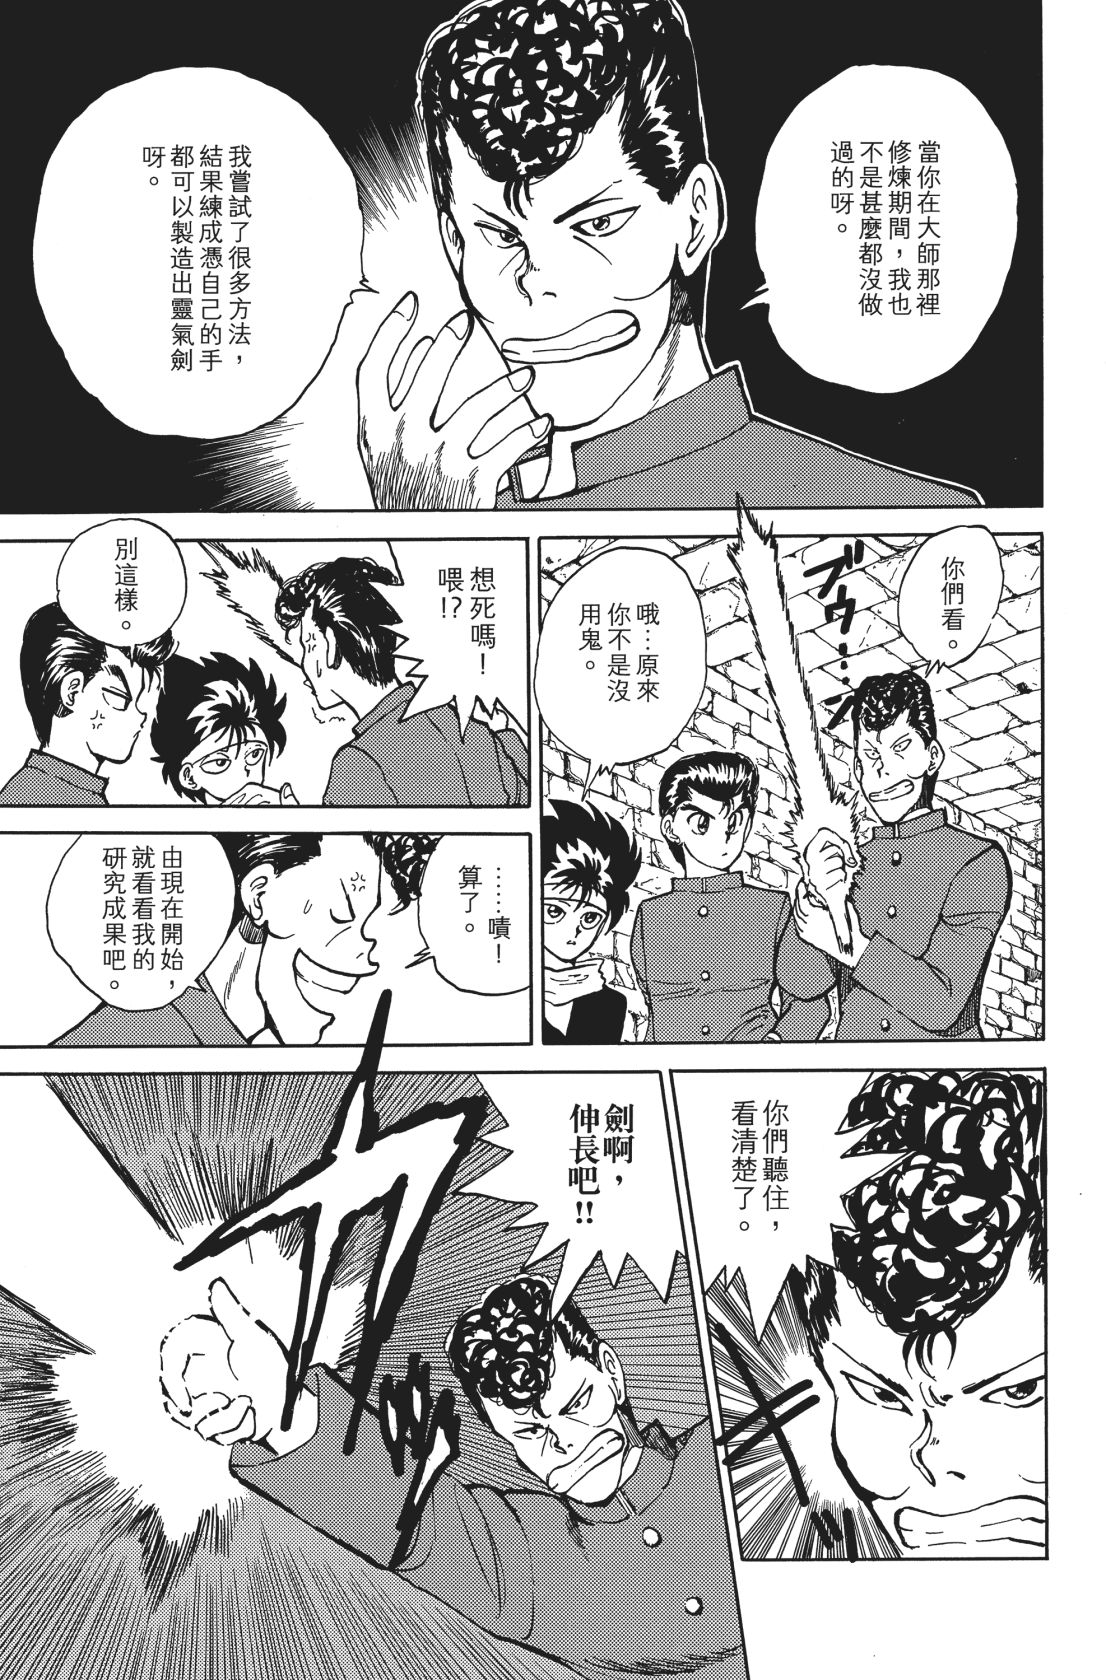 當你在大師那裡
修煉期間，我也
不是甚麼都沒做
過的呀。
我嘗試了很多方法，
結果練成憑自己的手
都可以製造出靈氣劍
呀。
你們看。
ブゥ…ン
哦…原來
你不是沒
用鬼。
想死嗎！
喂!?
別這樣。
……嘖！
算了。
由現在開始，
就看看我的
研究成果吧。
你們聽住，
看清楚了。
劍啊，
伸長吧!!
カッ